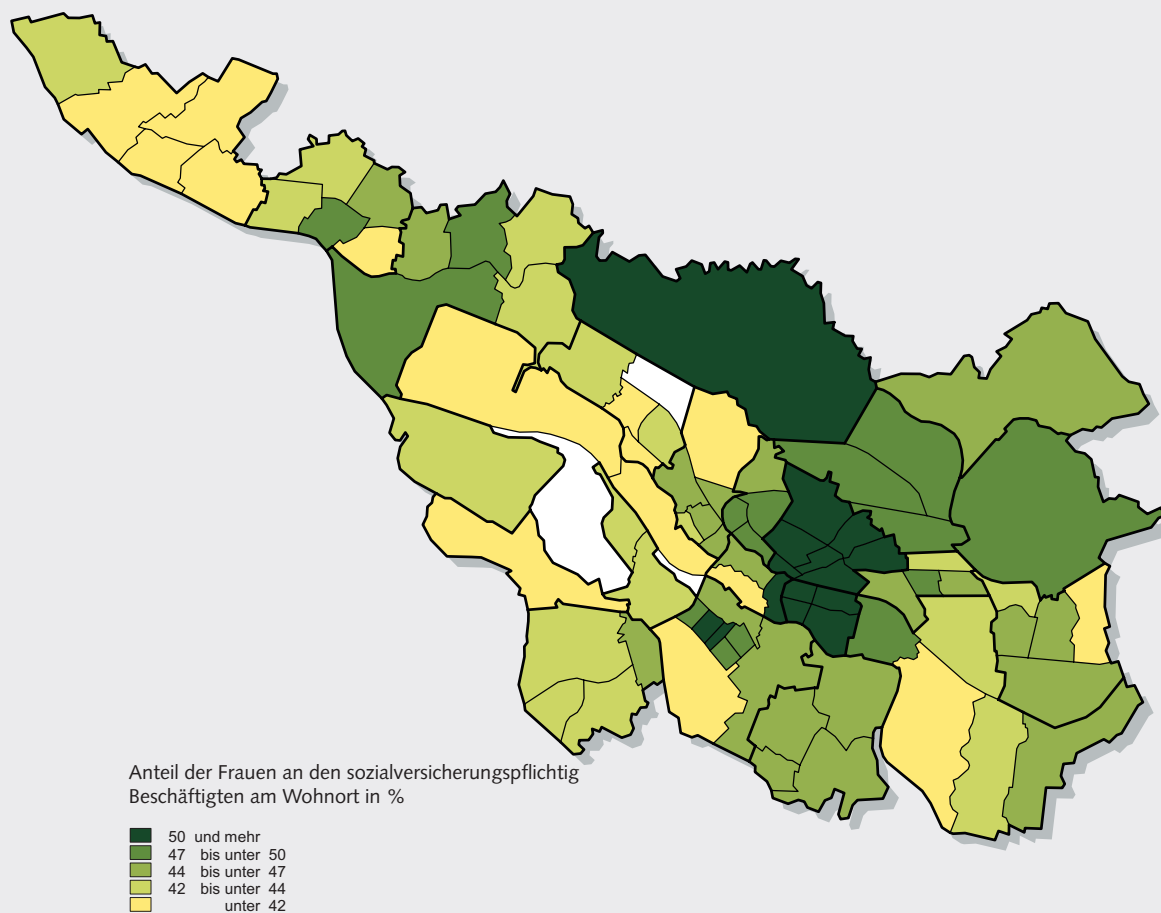 Anteil der Frauen an den sozialversicherungspflichtig
Beschäftigten am Wohnort in %
50 und mehr
47 bis unter 50
44 bis unter 47
42 bis unter 44
unter 42